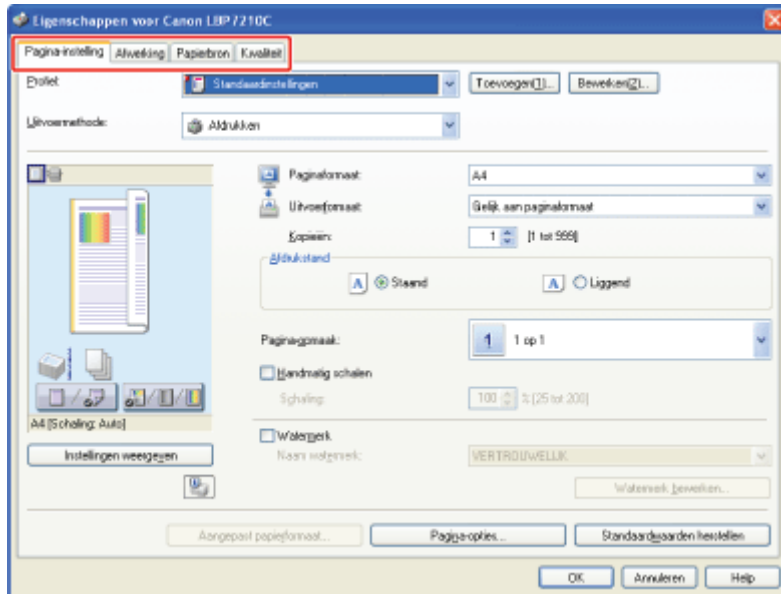 Eigenschappen voor Canon LBP7210C
Pagina-instelling Afwerking Papierbron Kwaliteit
Profiel: Standaardinstellingen Toevoegen(1)... Bewerken(2)...
Uitvoermethode: Afdrukken
Paginaformaat: A4
Uitvoerformaat: Gelijk aan paginaformaat
Kopieën: 1 [1 tot 999]
Afdrukstand
A Staand A Liggend
Pagina-opmaak: 1 1 op 1
Handmatig schalen
Schaling: 100 % [25 tot 200]
A4 [Schaling: Auto]
Watermerk
Instellingen weergeven
Naam watermerk: VERTROUWELIJK
Watermerk bewerken...
Aangepast papierformaat... Pagina-opties... Standaardwaarden herstellen
OK Annuleren Help